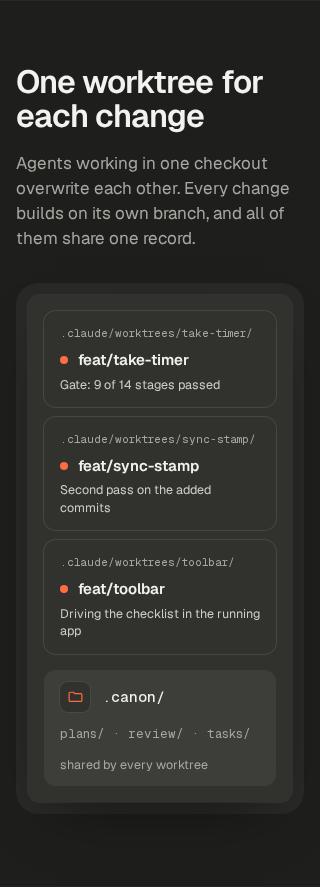 One worktree for
each change
Agents working in one checkout
overwrite each other. Every change
builds on its own branch, and all of
them share one record.
.claude/worktrees/take-timer/
feat/take-timer
Gate: 9 of 14 stages passed
.claude/worktrees/sync-stamp/
feat/sync-stamp
Second pass on the added
commits
.claude/worktrees/toolbar/
feat/toolbar
Driving the checklist in the running
app
.canon/
plans/ · review/ · tasks/
shared by every worktree